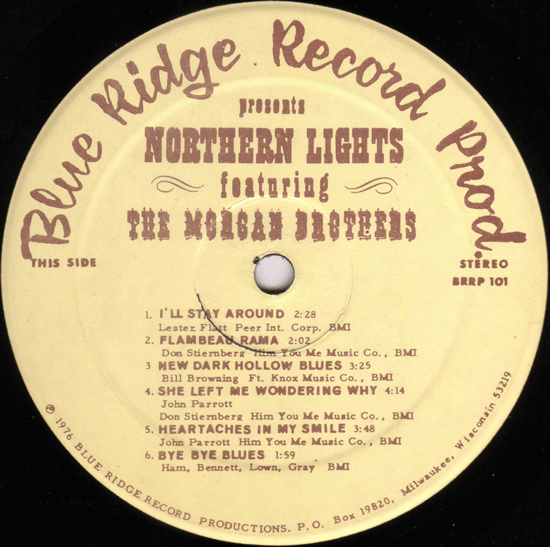 Blue Ridge Record Prod.
presents
NORTHERN LIGHTS
featuring
THE MORGAN BROTHERS
THIS SIDE
STEREO
BRRP 101
1. I'LL STAY AROUND 2:28
Lester Flatt Peer Int. Corp. BMI
2. FLAMBEAU RAMA 2:02
Don Stiernberg Him You Me Music Co., BMI
3 NEW DARK HOLLOW BLUES 3:25
Bill Browning Ft. Knox Music Co., BMI
4. SHE LEFT ME WONDERING WHY 4:14
John Parrott
Don Stiernberg Him You Me Music Co., BMI
5. HEARTACHES IN MY SMILE 3:48
John Parrott Him You Me Music Co., BMI
6. BYE BYE BLUES 1:59
Ham, Bennett, Lown, Gray BMI
℗ 1976 BLUE RIDGE RECORD PRODUCTIONS. P.O. Box 19820, Milwaukee, Wisconsin 53219